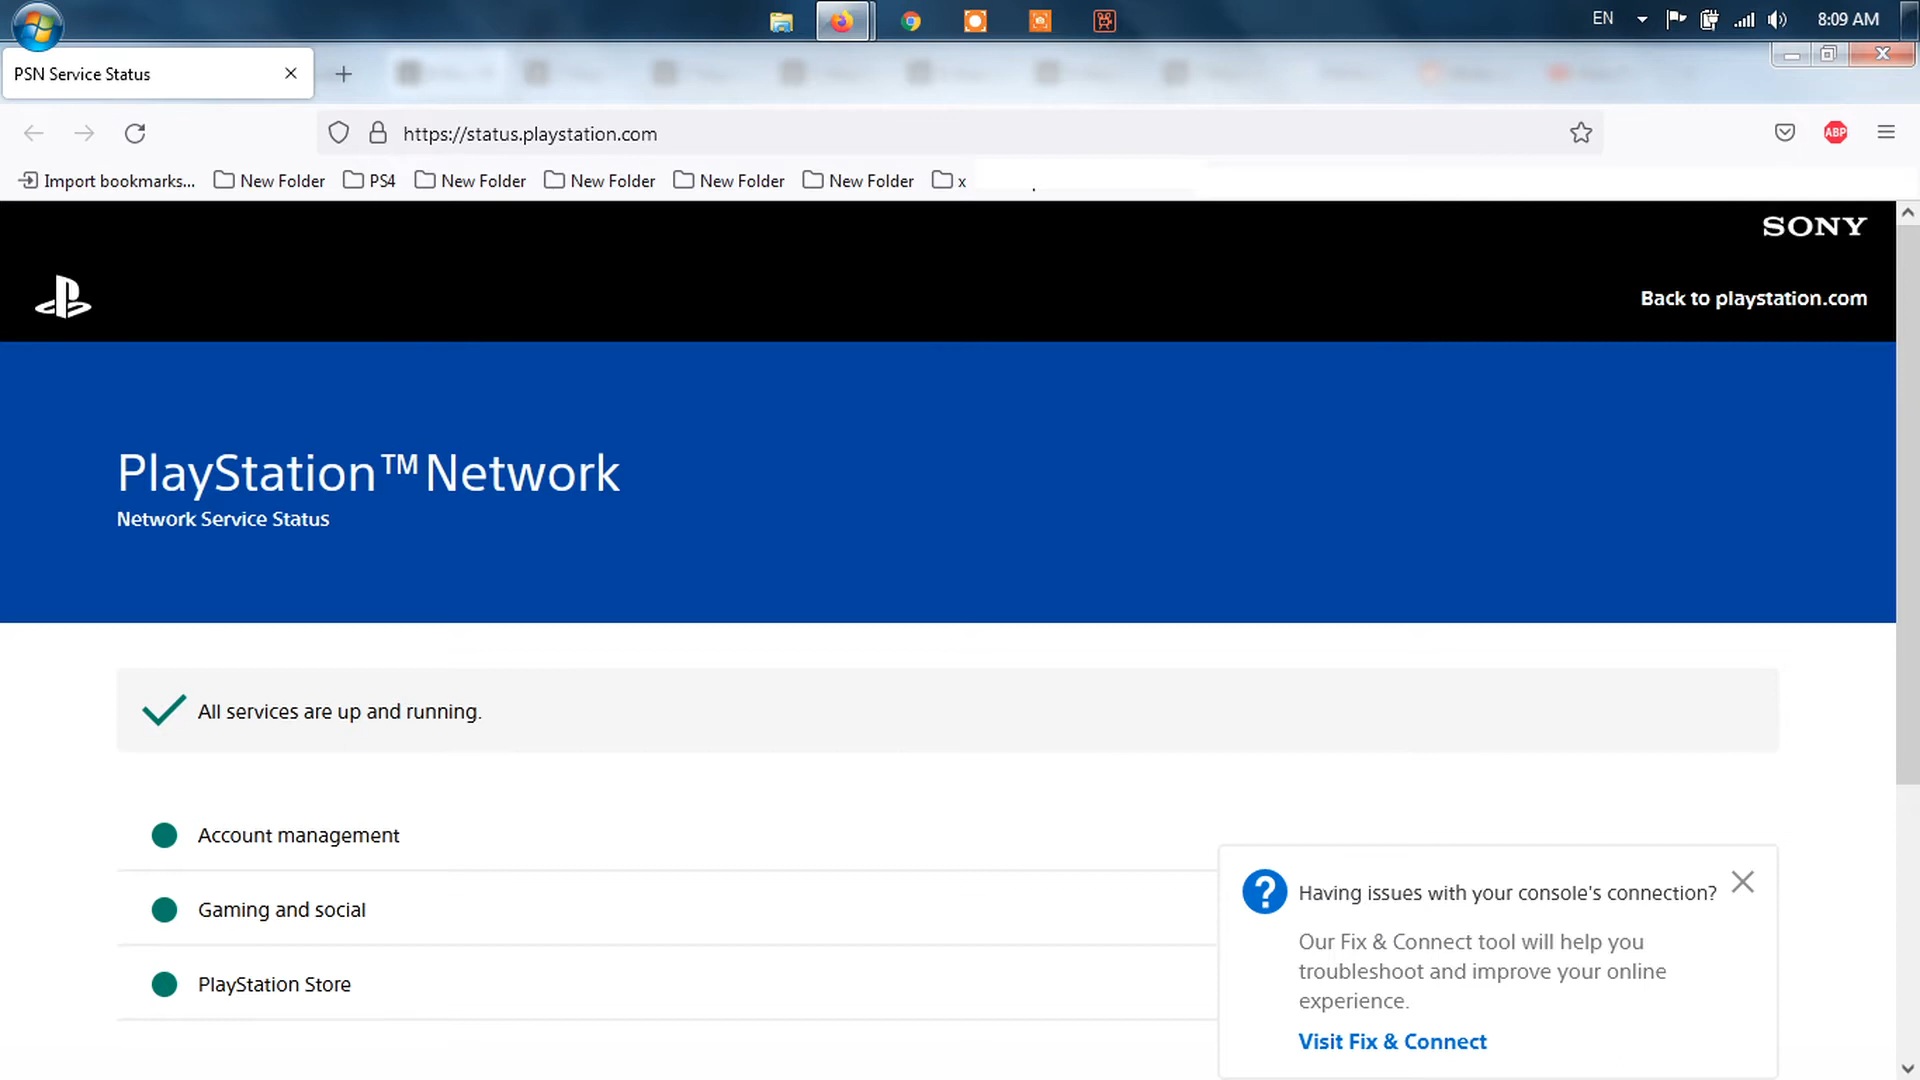 EN
8:09 AM
PSN Service Status
https://status.playstation.com
ABP
Import bookmarks...
New Folder
PS4
New Folder
New Folder
New Folder
New Folder
x
SONY
Back to playstation.com
PlayStation™Network
Network Service Status
All services are up and running.
Account management
Gaming and social
PlayStation Store
?
Having issues with your console's connection?
Our Fix & Connect tool will help you
troubleshoot and improve your online
experience.
Visit Fix & Connect